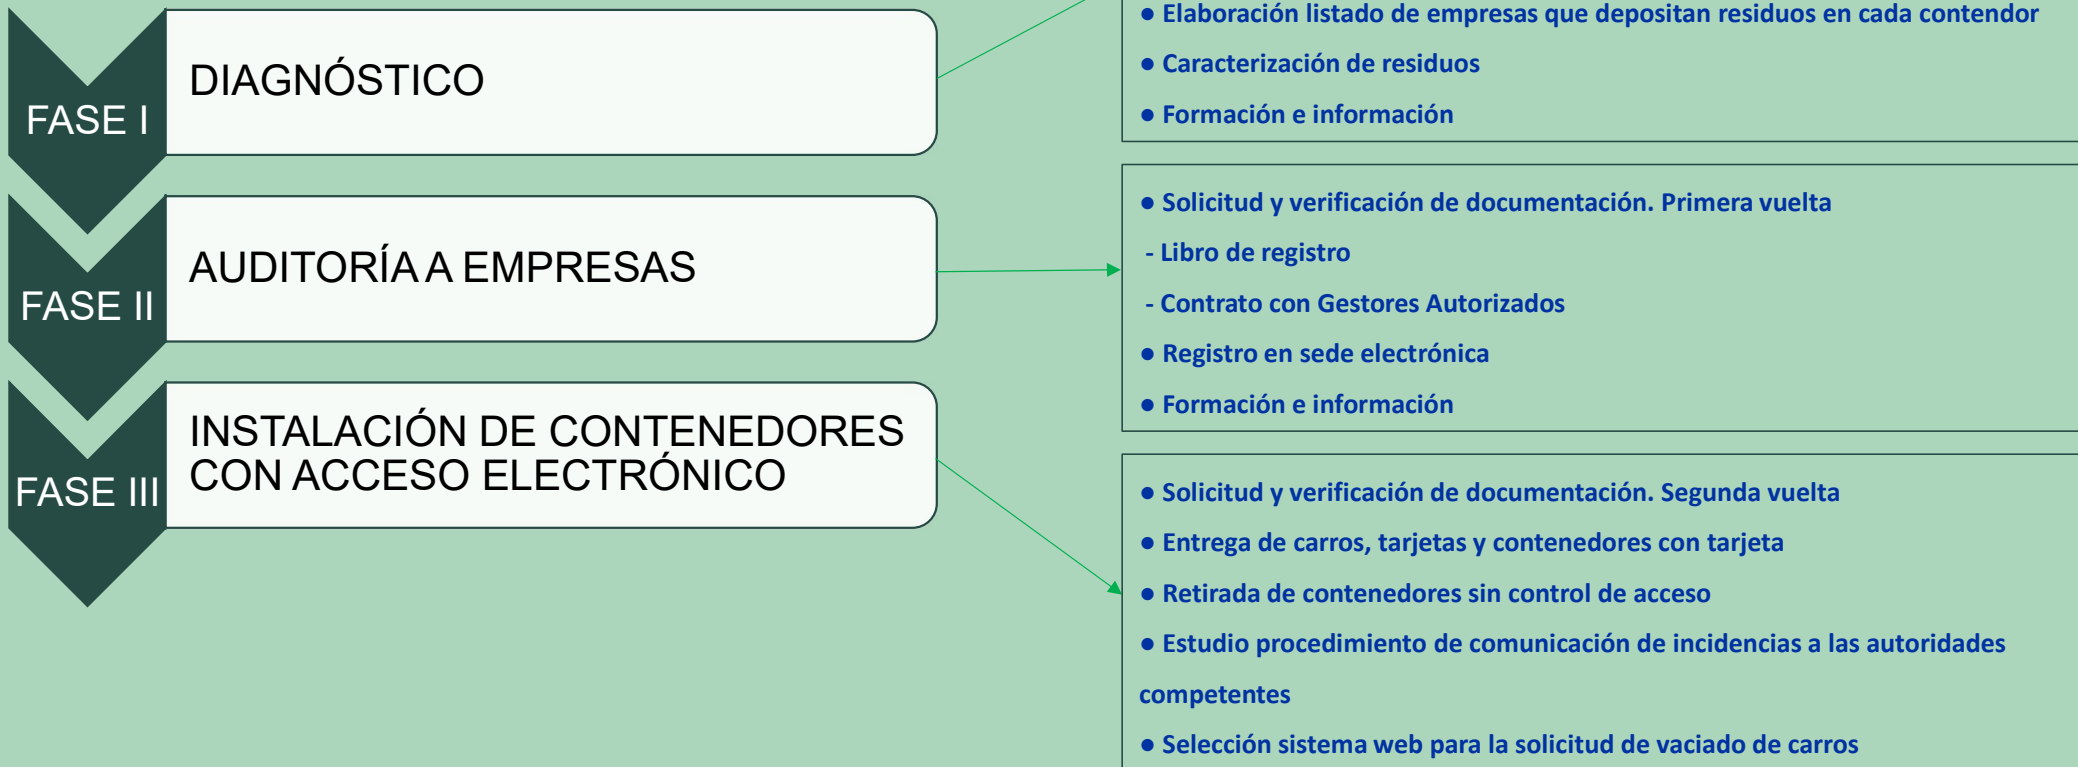 FASE I
DIAGNÓSTICO
● Elaboración listado de empresas que depositan residuos en cada contendor
● Caracterización de residuos
● Formación e información
FASE II
AUDITORÍA A EMPRESAS
● Solicitud y verificación de documentación. Primera vuelta
- Libro de registro
- Contrato con Gestores Autorizados
● Registro en sede electrónica
● Formación e información
FASE III
INSTALACIÓN DE CONTENEDORES
CON ACCESO ELECTRÓNICO
● Solicitud y verificación de documentación. Segunda vuelta
● Entrega de carros, tarjetas y contenedores con tarjeta
● Retirada de contenedores sin control de acceso
● Estudio procedimiento de comunicación de incidencias a las autoridades
competentes
● Selección sistema web para la solicitud de vaciado de carros